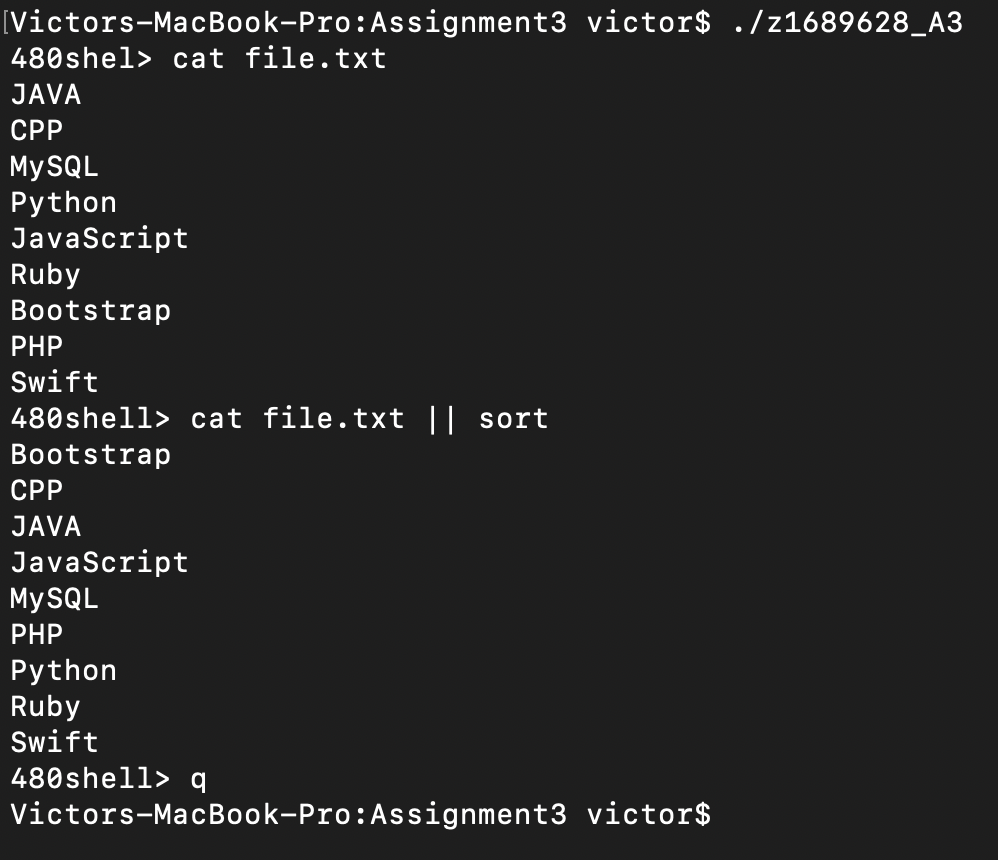 [Victors-MacBook-Pro:Assignment3 victor$ ./z1689628_A3
480shel> cat file.txt
JAVA
CPP
MySQL
Python
JavaScript
Ruby
Bootstrap
PHP
Swift
480shell> cat file.txt || sort
Bootstrap
CPP
JAVA
JavaScript
MySQL
PHP
Python
Ruby
Swift
480shell> q
Victors-MacBook-Pro:Assignment3 victor$